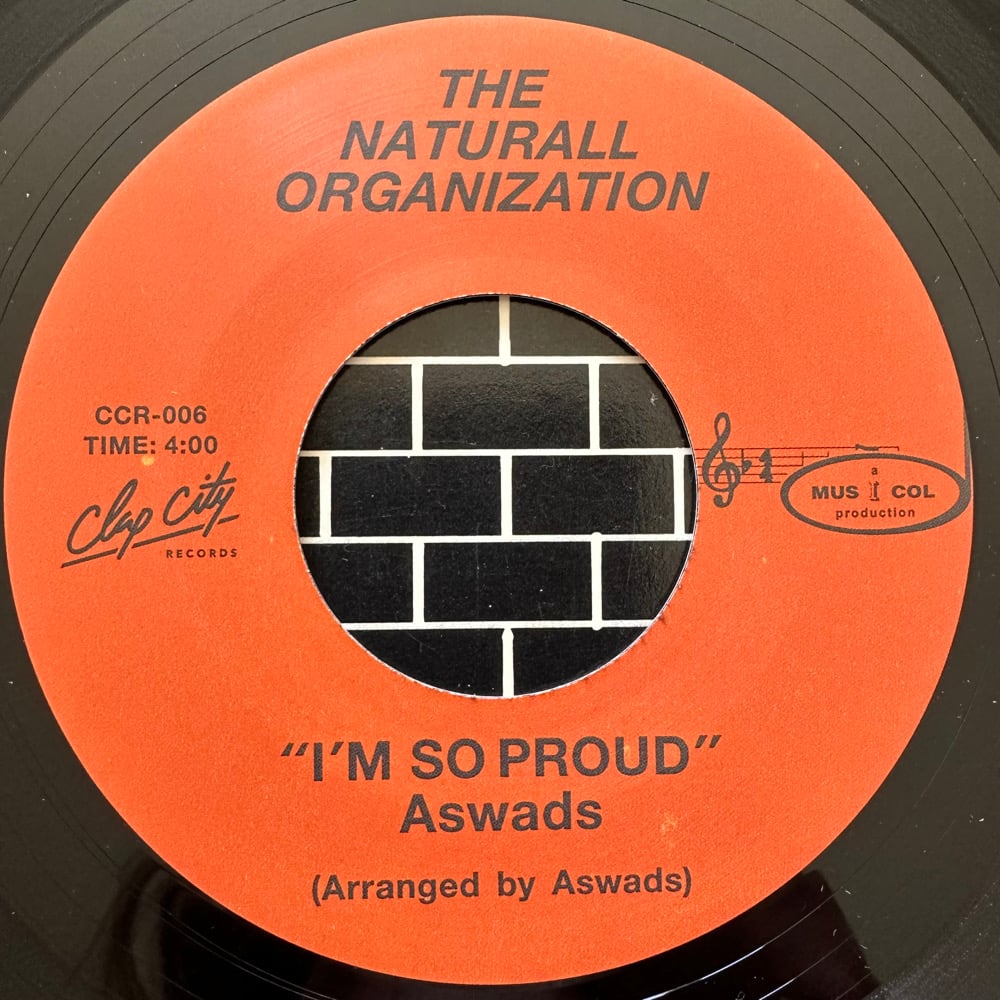 THE
NATURALL
ORGANIZATION
CCR-006
TIME: 4:00
Clap City
RECORDS
a
MUS I COL
production
"I'M SO PROUD"
Aswads
(Arranged by Aswads)